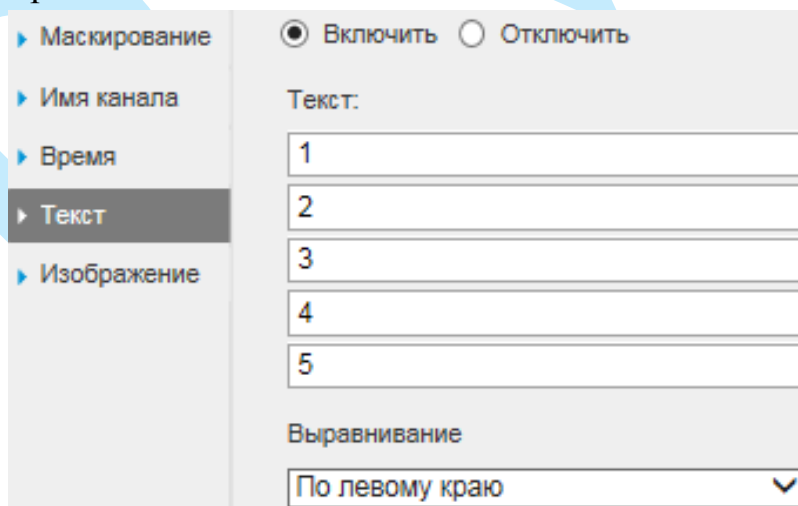 Маскирование
Имя канала
Время
Текст
Изображение
Включить Отключить
Текст:
1
2
3
4
5
Выравнивание
По левому краю